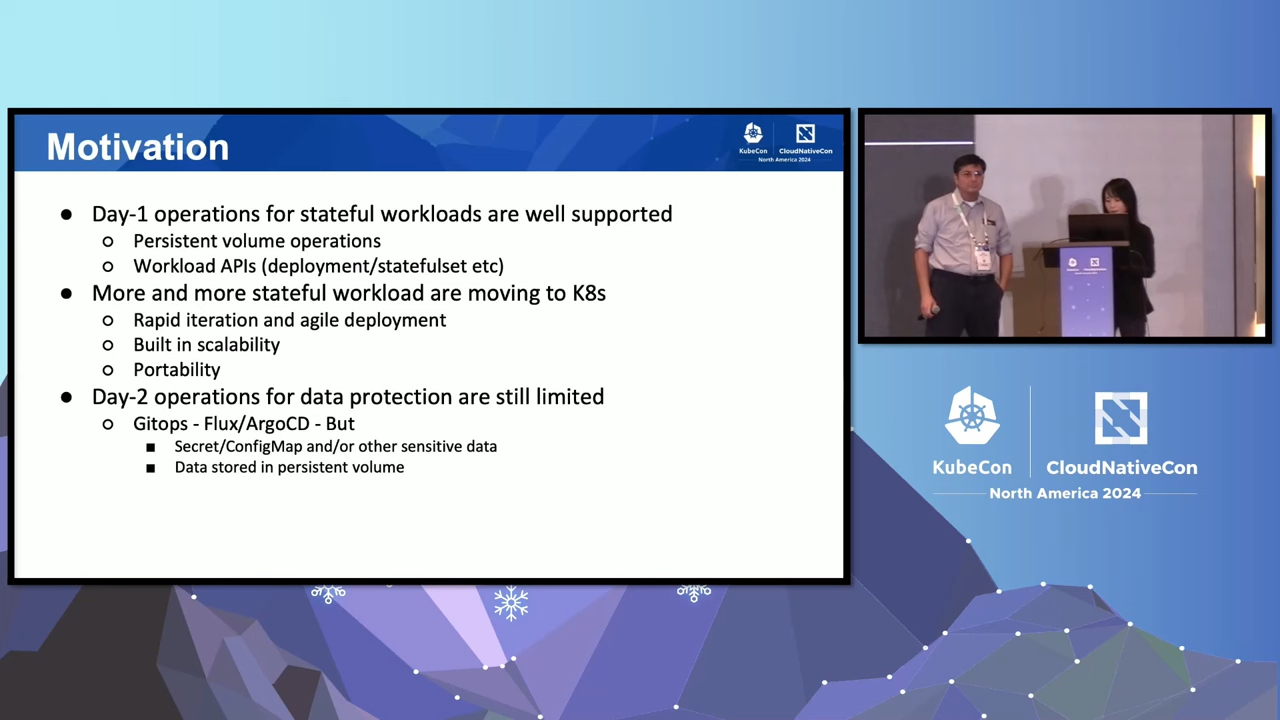 Motivation
KubeCon
CloudNativeCon
North America 2024
● Day-1 operations for stateful workloads are well supported
○ Persistent volume operations
○ Workload APIs (deployment/statefulset etc)
● More and more stateful workload are moving to K8s
○ Rapid iteration and agile deployment
○ Built in scalability
○ Portability
● Day-2 operations for data protection are still limited
○ Gitops - Flux/ArgoCD - But
■ Secret/ConfigMap and/or other sensitive data
■ Data stored in persistent volume
KubeCon
CloudNativeCon
North America 2024